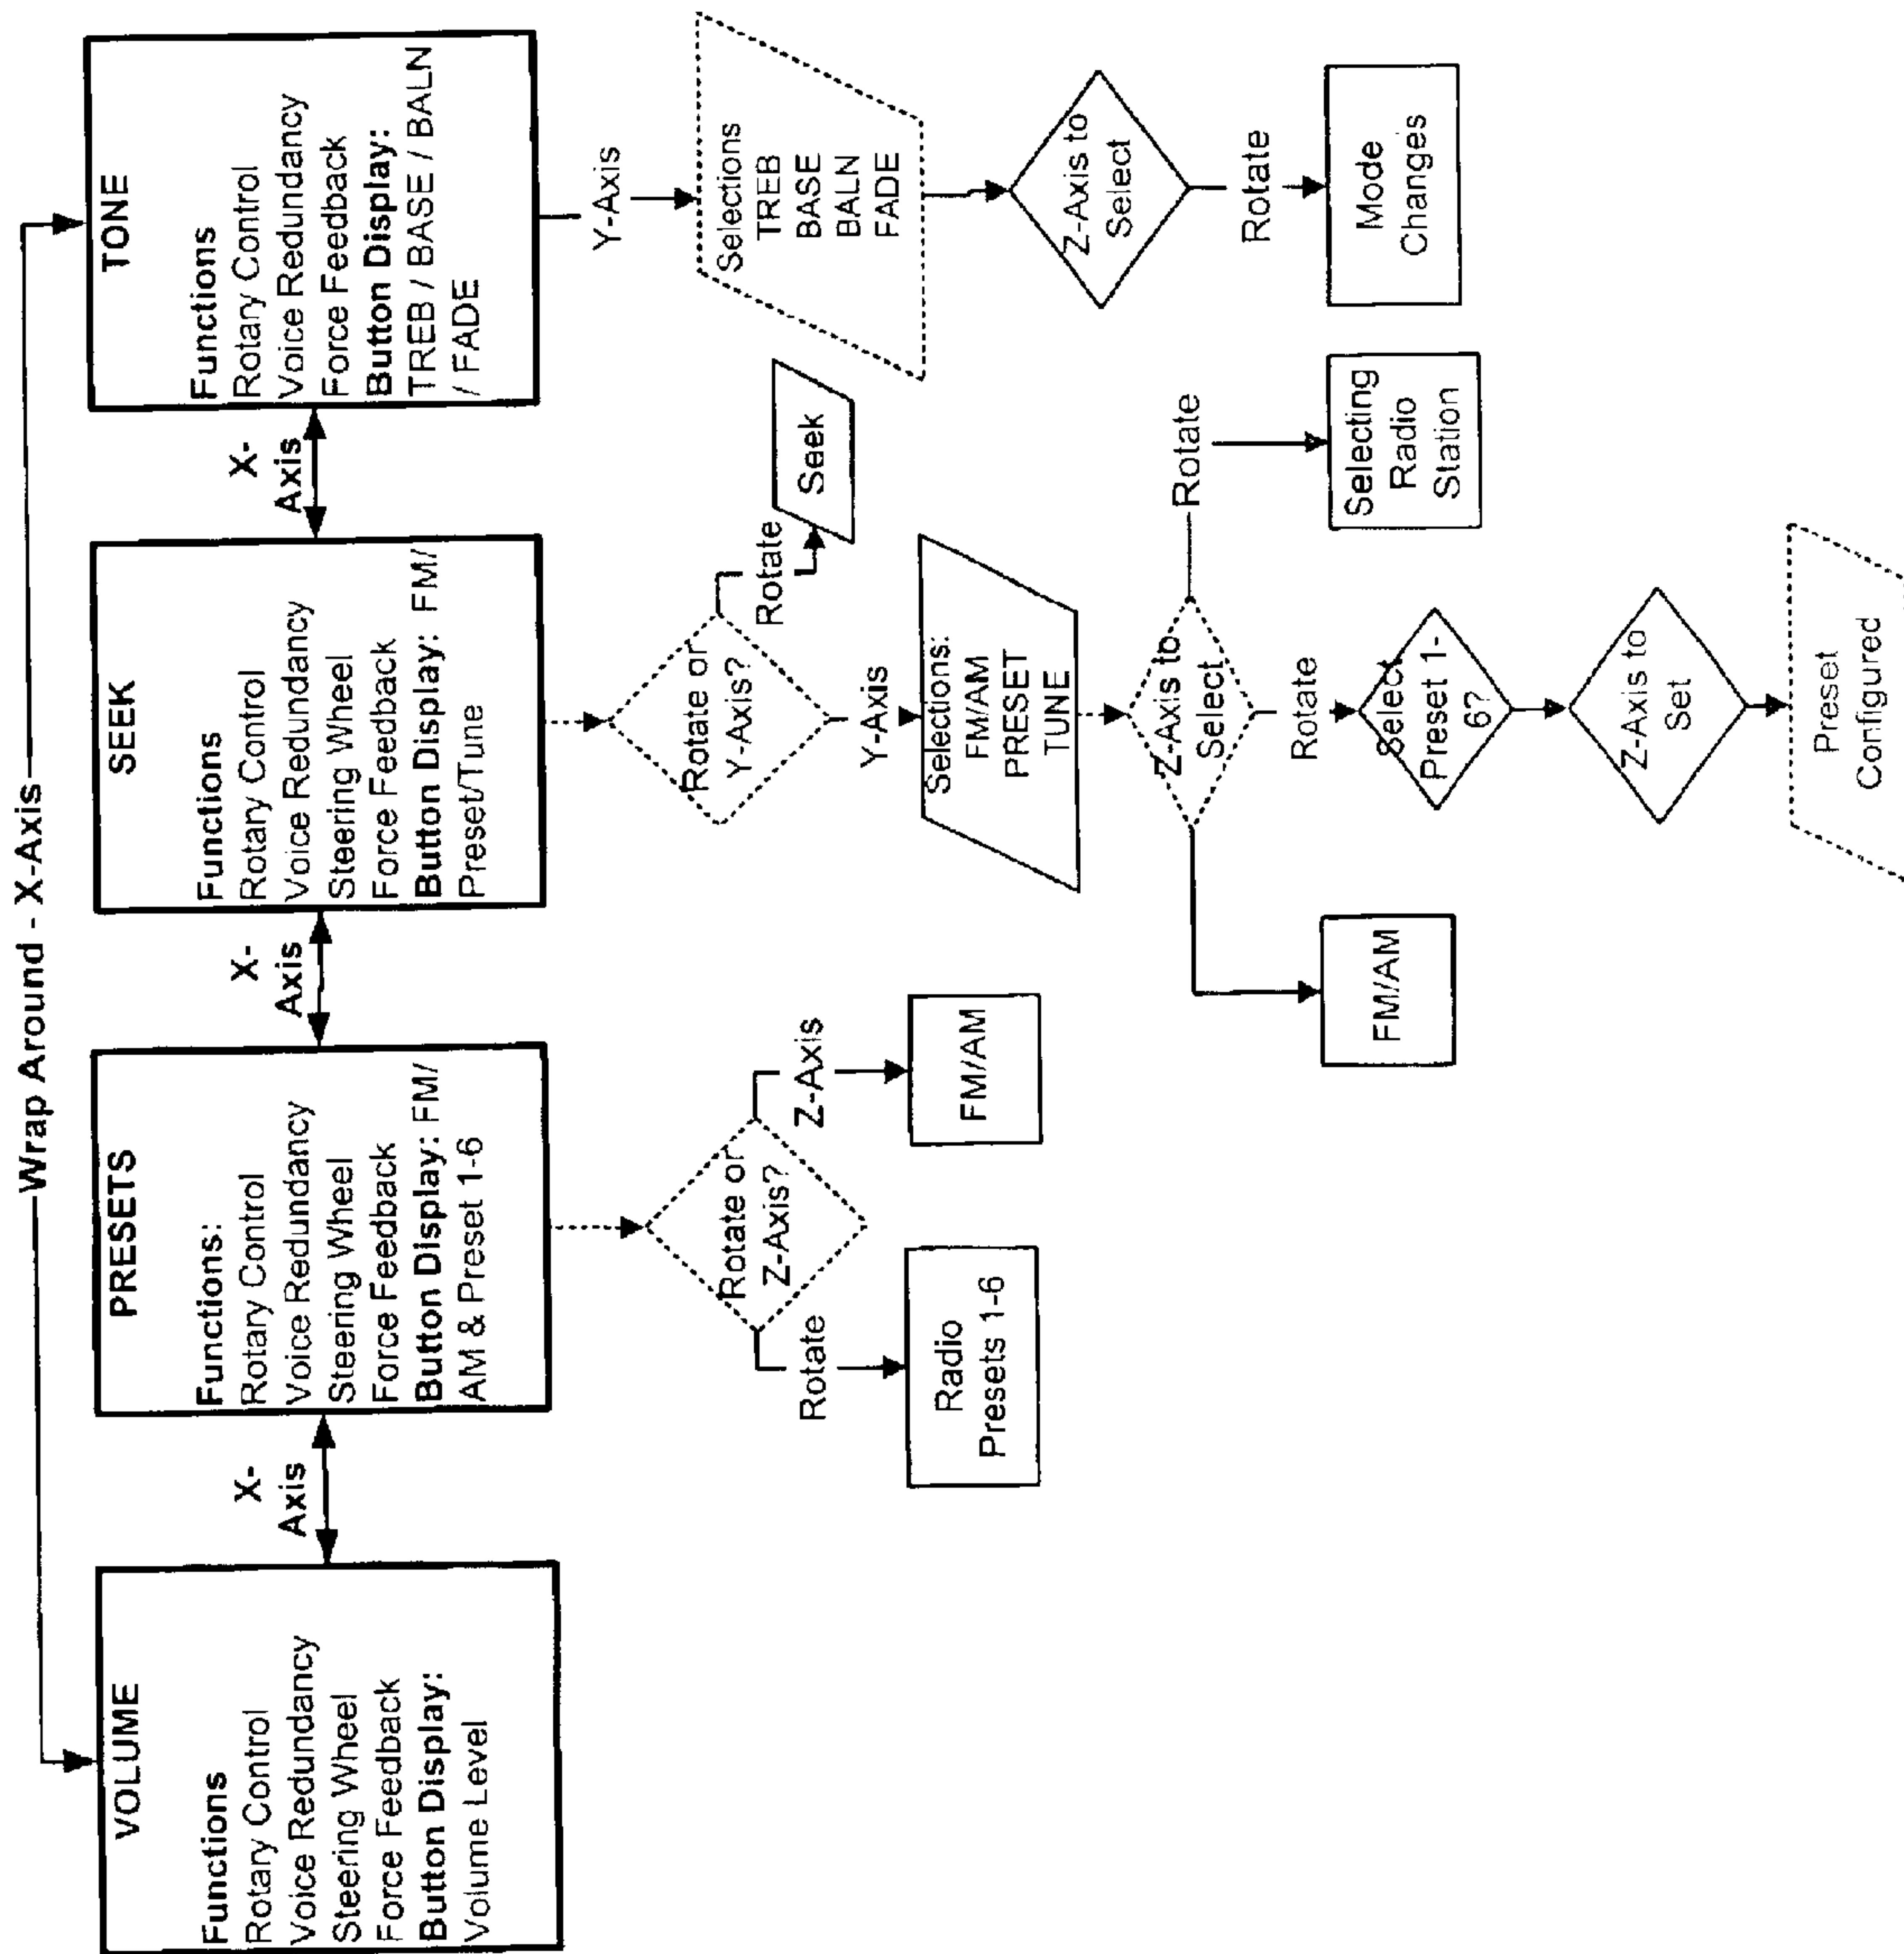 Wrap Around - X-Axis
VOLUME
Functions
Rotary Control
Voice Redundancy
Steering Wheel
Force Feedback
Button Display:
Volume Level
X-
Axis
PRESETS
Functions:
Rotary Control
Voice Redundancy
Steering Wheel
Force Feedback
Button Display: FM/
AM & Preset 1-6
X-
Axis
SEEK
Functions
Rotary Control
Voice Redundancy
Steering Wheel
Force Feedback
Button Display: FM/
Preset/Tune
X-
Axis
TONE
Functions
Rotary Control
Voice Redundancy
Force Feedback
Button Display:
TREB / BASE / BALN
/ FADE
Rotate or
Z-Axis?
Rotate
Z-Axis
Radio
Presets 1-6
FM/AM
Rotate or
Y-Axis?
Rotate
Seek
Y-Axis
Selections:
FM/AM
PRESET
TUNE
Z-Axis to
Select
Rotate
Rotate
FM/AM
Select
Preset 1-
6?
Selecting
Radio
Station
Z-Axis to
Set
Preset
Configured
Y-Axis
Selections
TREB
BASE
BALN
FADE
Z-Axis to
Select
Rotate
Mode
Changes